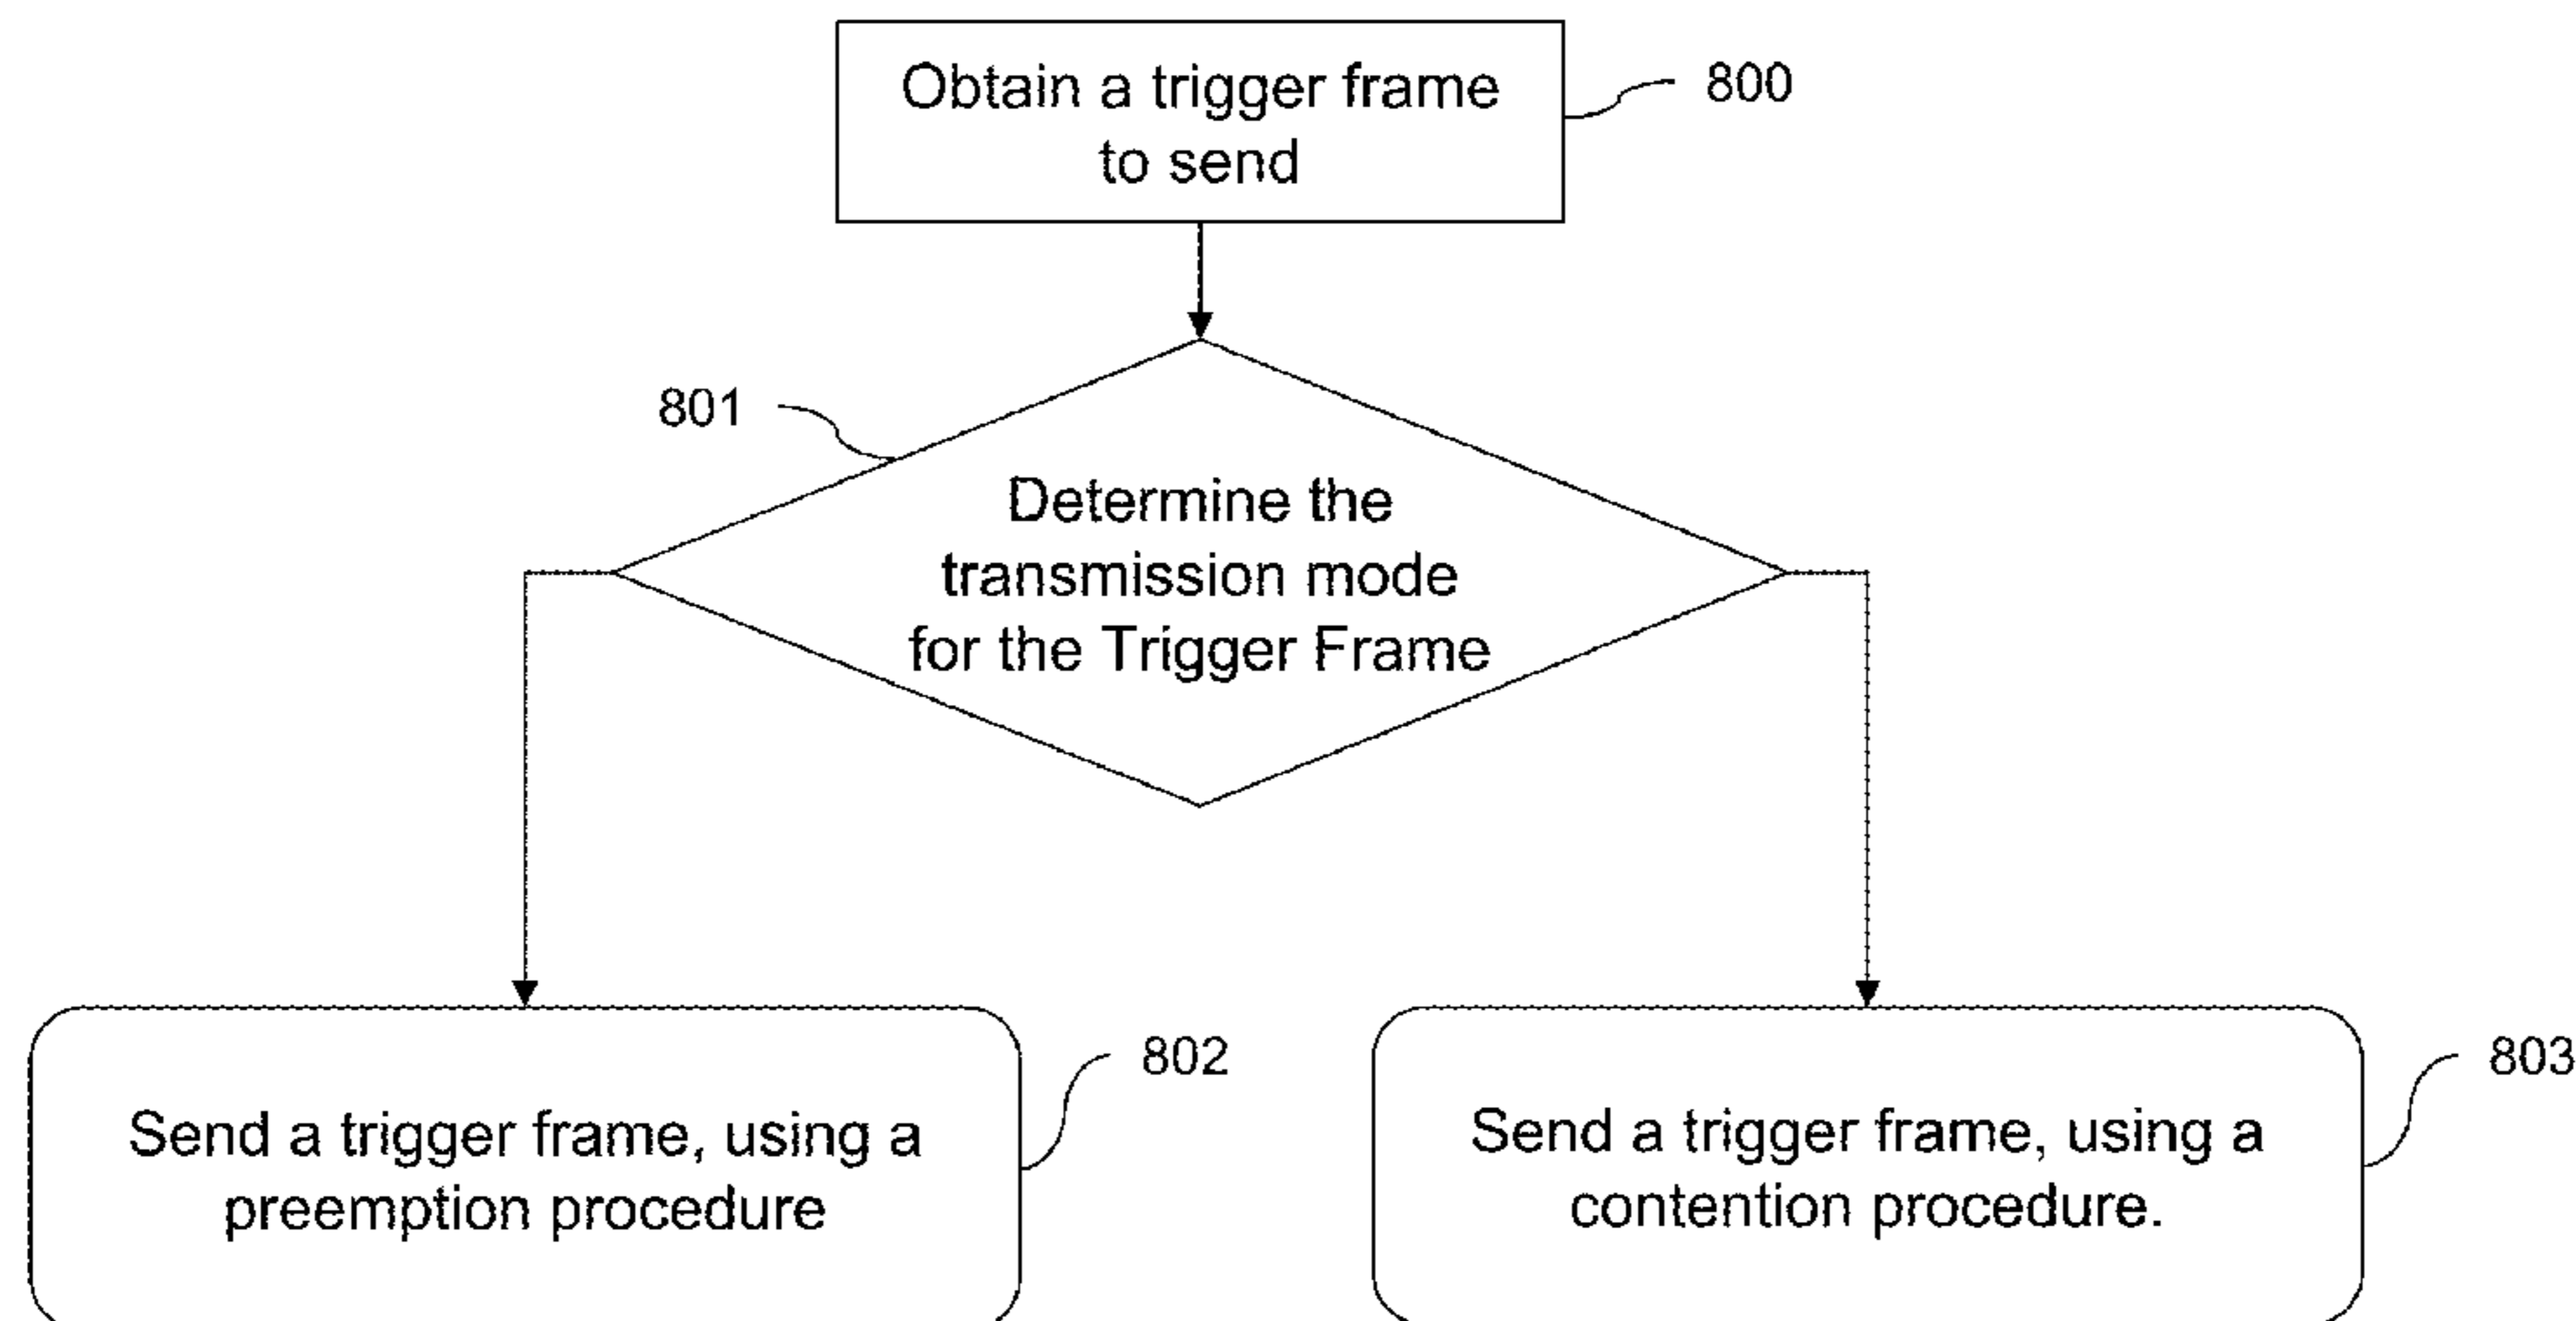 Obtain a trigger frame
to send
800
801
Determine the
transmission mode
for the Trigger Frame
802
Send a trigger frame, using a
preemption procedure
803
Send a trigger frame, using a
contention procedure.